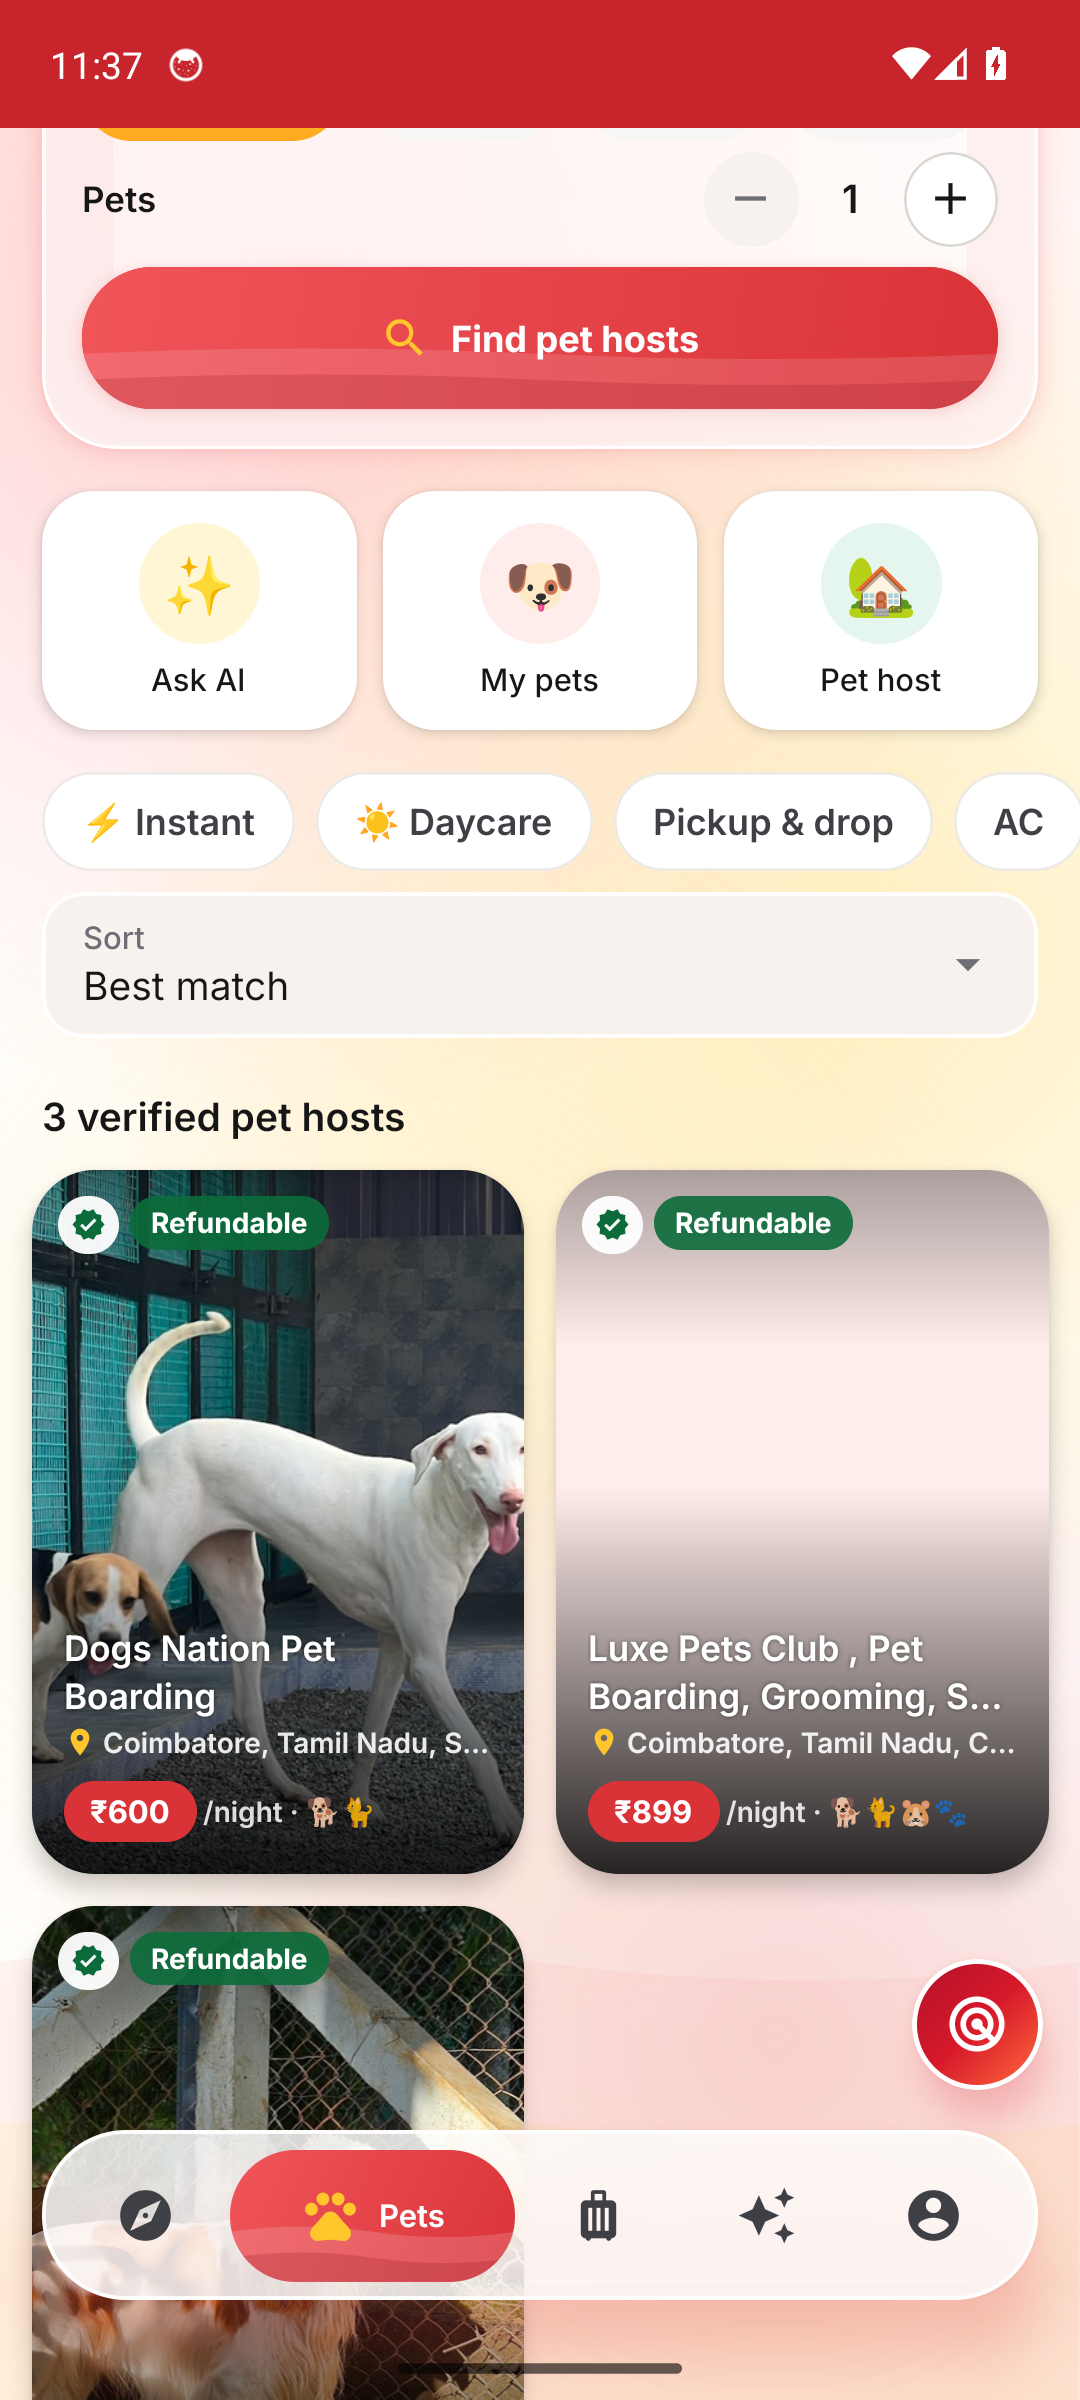 11:37
Pets
1
Find pet hosts
Ask AI
My pets
Pet host
Instant
Daycare
Pickup & drop
AC
Sort
Best match
3 verified pet hosts
Refundable
Dogs Nation Pet
Boarding
Coimbatore, Tamil Nadu, S...
₹600 /night ·
Refundable
Luxe Pets Club , Pet
Boarding, Grooming, S...
Coimbatore, Tamil Nadu, C...
₹899 /night ·
Refundable
Pets